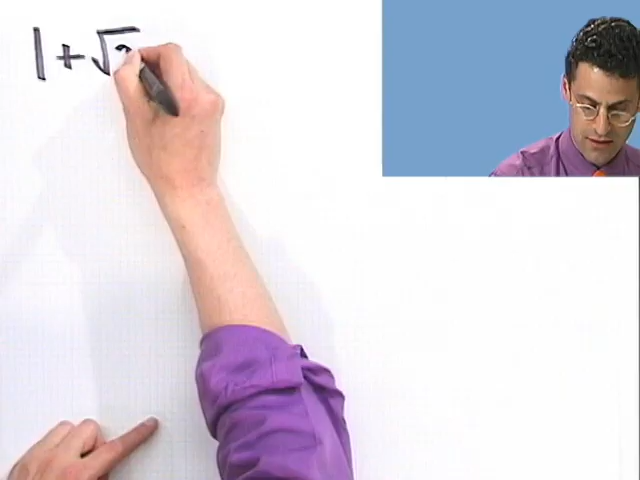 1 + √